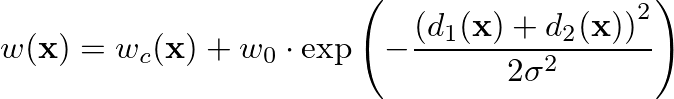 w(𝐱) = w_c(𝐱) + w_0 · exp(−(d_1(𝐱) + d_2(𝐱))^2 / 2σ^2)